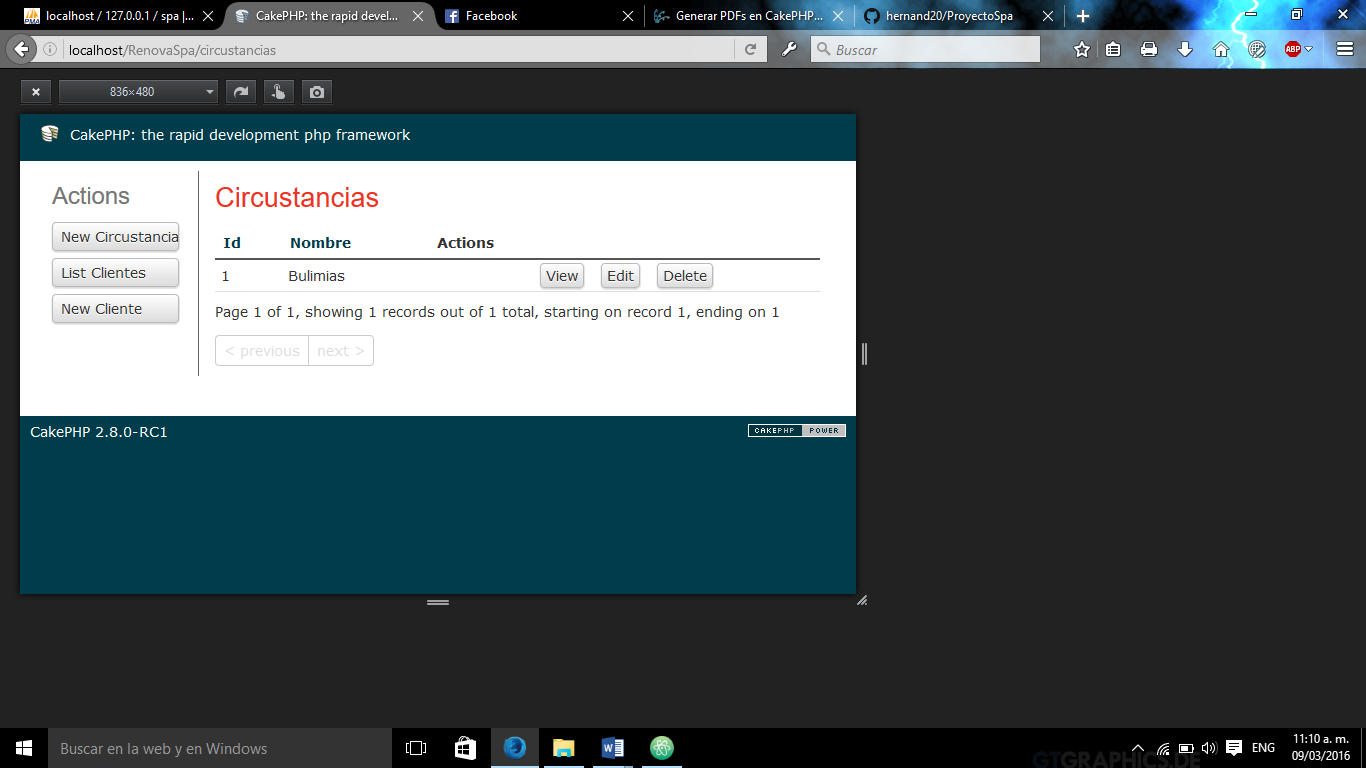 localhost / 127.0.0.1 / spa |...
CakePHP: the rapid devel...
Facebook
Generar PDFs en CakePHP...
hernand20/ProyectoSpa
localhost/RenovaSpa/circustancias
Buscar
ABP
836×480
CakePHP: the rapid development php framework
Actions
New Circustancia
List Clientes
New Cliente
Circustancias
Id Nombre Actions
1 Bulimias View Edit Delete
Page 1 of 1, showing 1 records out of 1 total, starting on record 1, ending on 1
< previous next >
CakePHP 2.8.0-RC1
CAKEPHP POWER
Buscar en la web y en Windows
ENG
11:10 a. m.
09/03/2016
GTGRAPHICS.DE